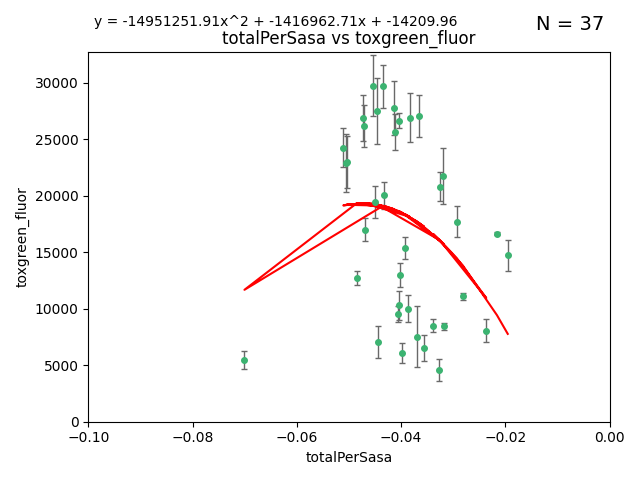 y = -14951251.91x^2 + -1416962.71x + -14209.96
N = 37
totalPerSasa vs toxgreen_fluor
30000
25000
20000
15000
10000
5000
0
toxgreen_fluor
−0.10 −0.08 −0.06 −0.04 −0.02 0.00
totalPerSasa